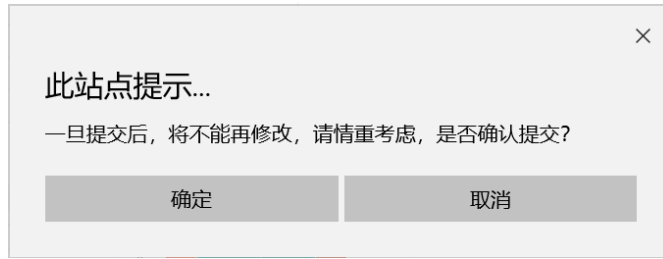 此站点提示...
一旦提交后，将不能再修改，请情重考虑，是否确认提交？
确定
取消